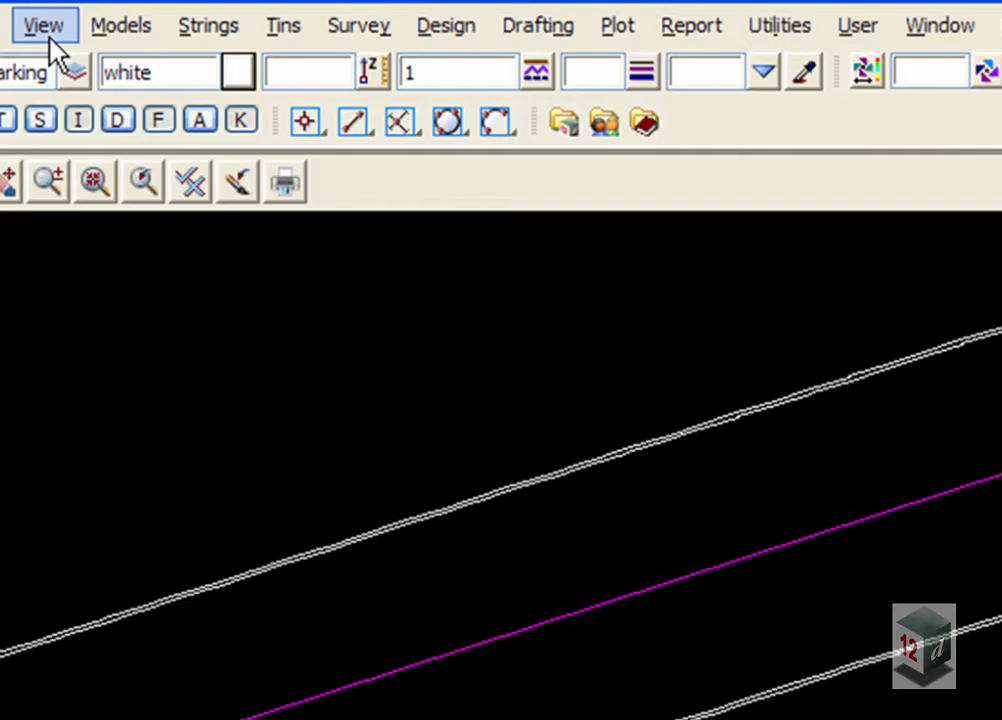 View Models Strings Tins Survey Design Drafting Plot Report Utilities User Window
arking white 1
T S I D F A K
12 d